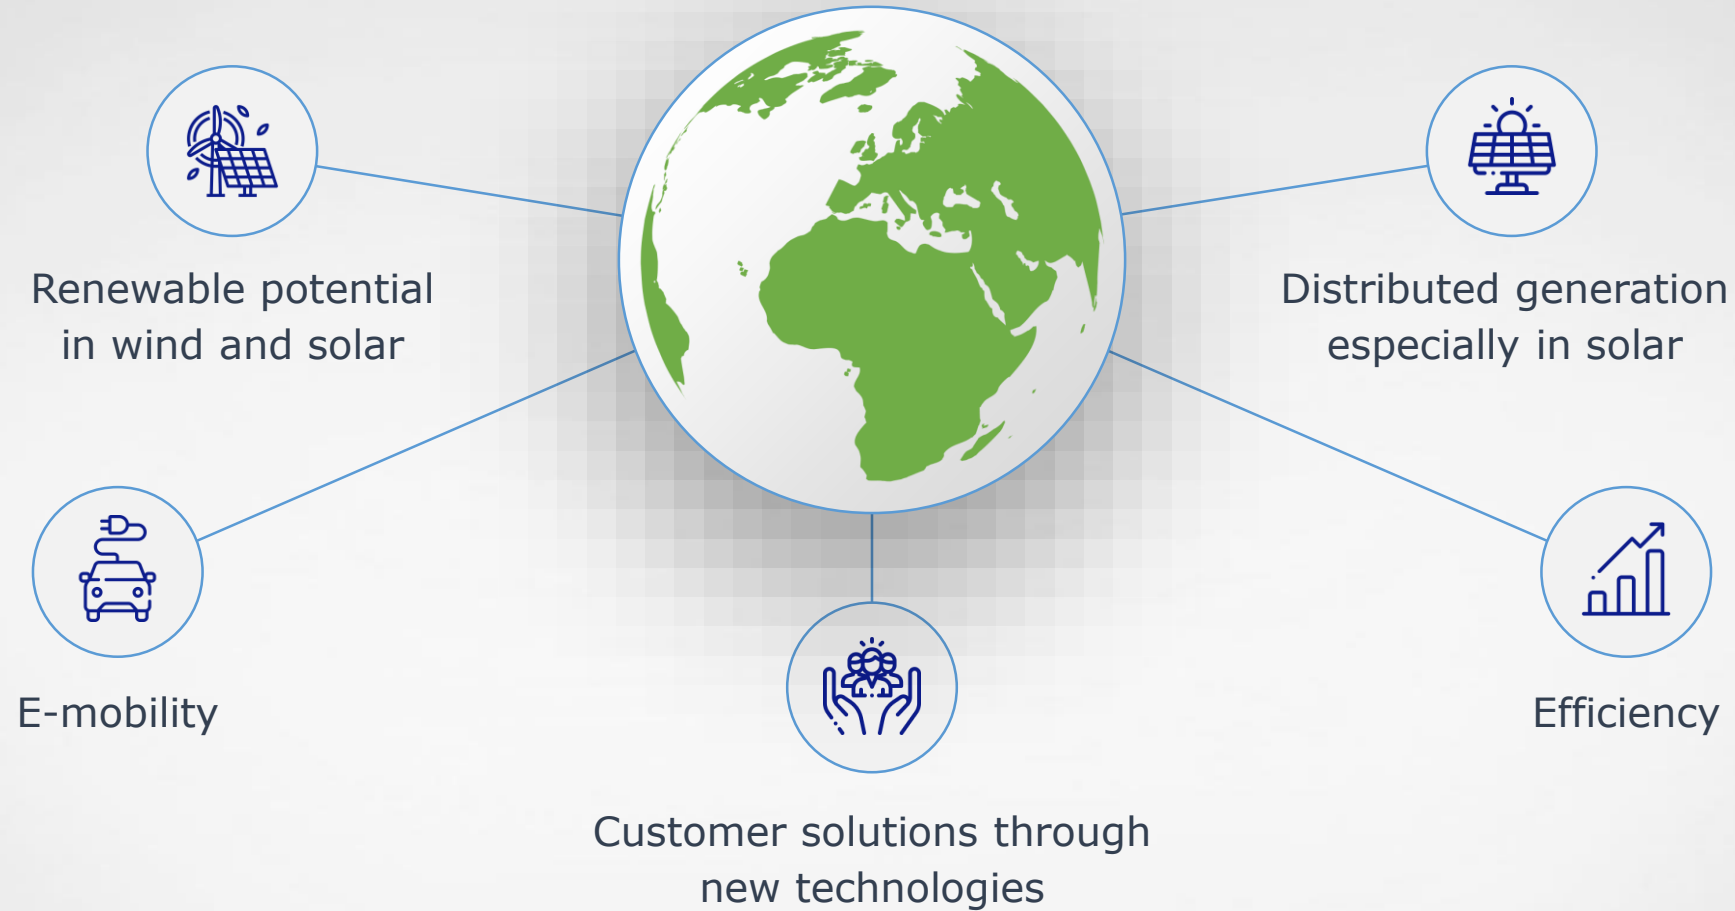 Renewable potential
in wind and solar
Distributed generation
especially in solar
E-mobility
Efficiency
Customer solutions through
new technologies